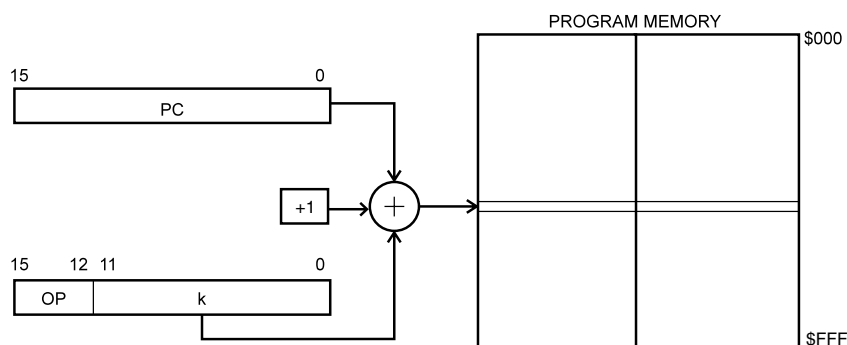 PROGRAM MEMORY
$000
15 0
PC
+1
+
15 12 11 0
OP k
$FFF